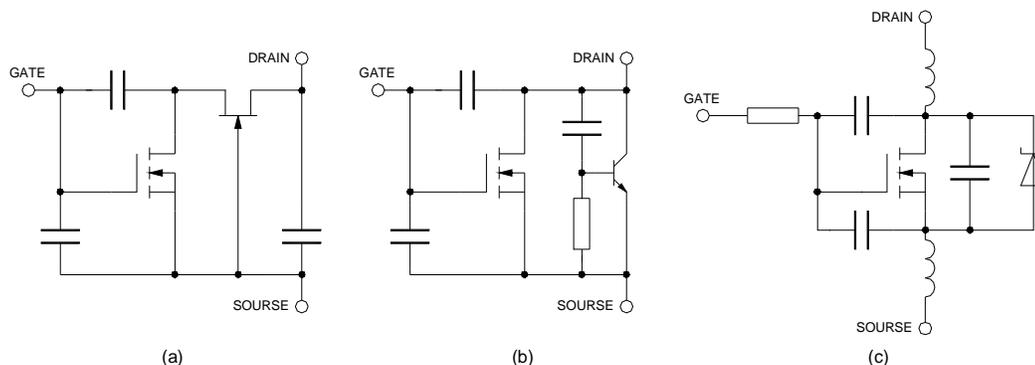 DRAIN
GATE
SOURSE
(a)
DRAIN
GATE
SOURSE
(b)
DRAIN
GATE
SOURSE
(c)